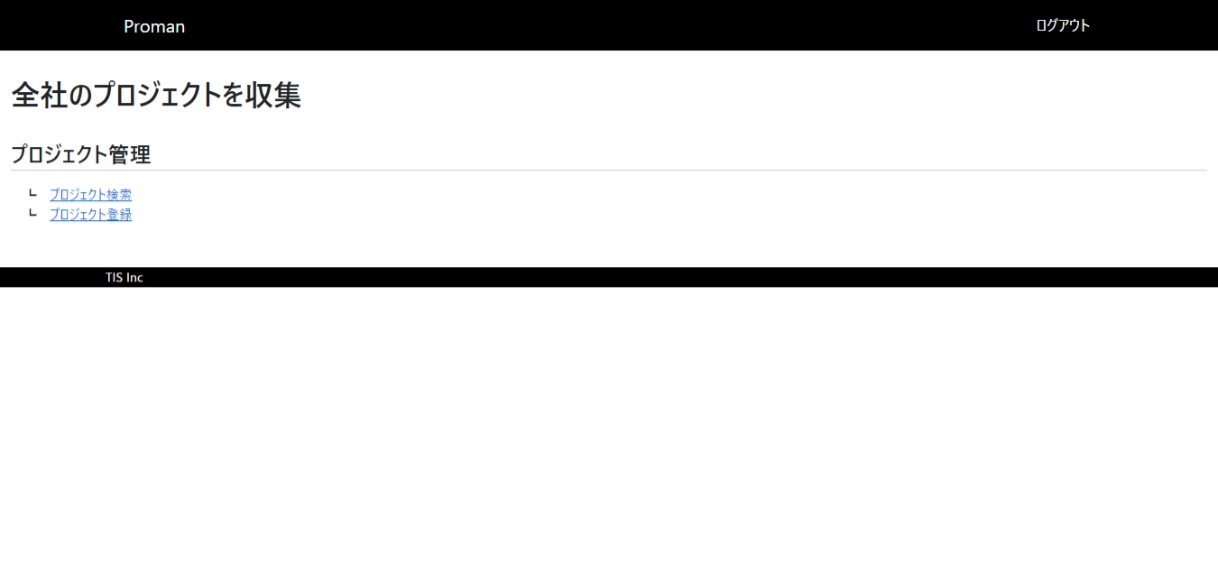 Proman
ログアウト
全社のプロジェクトを収集
プロジェクト管理
プロジェクト検索
プロジェクト登録
TIS Inc